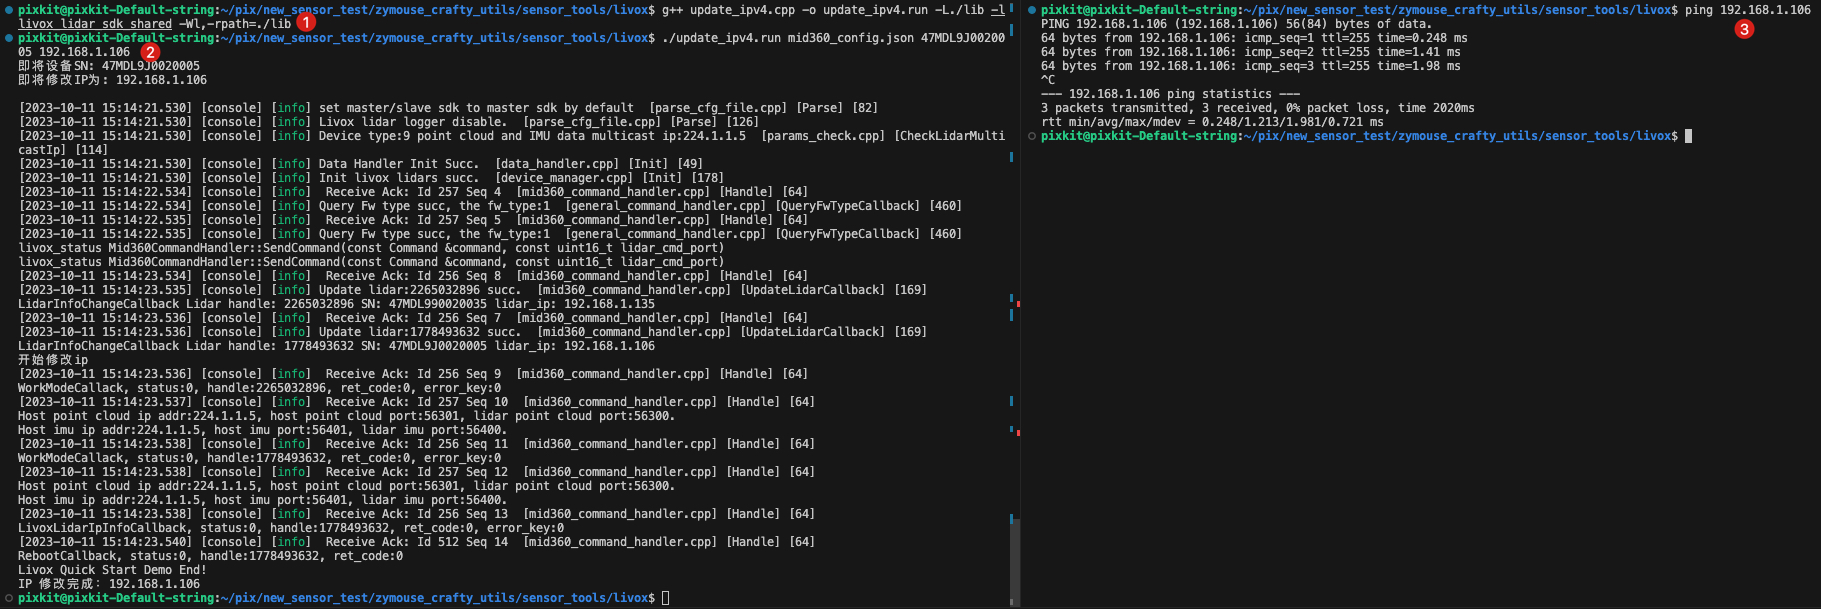 pixkit@pixkit-Default-string:~/pix/new_sensor_test/zymouse_crafty_utils/sensor_tools/livox$ g++ update_ipv4.cpp -o update_ipv4.run -L./lib -l
livox_lidar_sdk_shared -Wl,-rpath=./lib 1
pixkit@pixkit-Default-string:~/pix/new_sensor_test/zymouse_crafty_utils/sensor_tools/livox$ ./update_ipv4.run mid360_config.json 47MDL9J00200
05 192.168.1.106 2
即将设备SN: 47MDL9J0020005
即将修改IP为: 192.168.1.106
[2023-10-11 15:14:21.530] [console] [info] set master/slave sdk to master sdk by default  [parse_cfg_file.cpp] [Parse] [82]
[2023-10-11 15:14:21.530] [console] [info] Livox lidar logger disable.  [parse_cfg_file.cpp] [Parse] [126]
[2023-10-11 15:14:21.530] [console] [info] Device type:9 point cloud and IMU data multicast ip:224.1.1.5  [params_check.cpp] [CheckLidarMulti
castIp] [114]
[2023-10-11 15:14:21.530] [console] [info] Data Handler Init Succ.  [data_handler.cpp] [Init] [49]
[2023-10-11 15:14:21.530] [console] [info] Init livox lidars succ.  [device_manager.cpp] [Init] [178]
[2023-10-11 15:14:22.534] [console] [info]  Receive Ack: Id 257 Seq 4  [mid360_command_handler.cpp] [Handle] [64]
[2023-10-11 15:14:22.534] [console] [info] Query Fw type succ, the fw_type:1  [general_command_handler.cpp] [QueryFwTypeCallback] [460]
[2023-10-11 15:14:22.535] [console] [info]  Receive Ack: Id 257 Seq 5  [mid360_command_handler.cpp] [Handle] [64]
[2023-10-11 15:14:22.535] [console] [info] Query Fw type succ, the fw_type:1  [general_command_handler.cpp] [QueryFwTypeCallback] [460]
livox_status Mid360CommandHandler::SendCommand(const Command &command, const uint16_t lidar_cmd_port)
livox_status Mid360CommandHandler::SendCommand(const Command &command, const uint16_t lidar_cmd_port)
[2023-10-11 15:14:23.534] [console] [info]  Receive Ack: Id 256 Seq 8  [mid360_command_handler.cpp] [Handle] [64]
[2023-10-11 15:14:23.535] [console] [info] Update lidar:2265032896 succ.  [mid360_command_handler.cpp] [UpdateLidarCallback] [169]
LidarInfoChangeCallback Lidar handle: 2265032896 SN: 47MDL990020035 lidar_ip: 192.168.1.135
[2023-10-11 15:14:23.536] [console] [info]  Receive Ack: Id 256 Seq 7  [mid360_command_handler.cpp] [Handle] [64]
[2023-10-11 15:14:23.536] [console] [info] Update lidar:1778493632 succ.  [mid360_command_handler.cpp] [UpdateLidarCallback] [169]
LidarInfoChangeCallback Lidar handle: 1778493632 SN: 47MDL9J0020005 lidar_ip: 192.168.1.106
开始修改ip
[2023-10-11 15:14:23.536] [console] [info]  Receive Ack: Id 256 Seq 9  [mid360_command_handler.cpp] [Handle] [64]
WorkModeCallack, status:0, handle:2265032896, ret_code:0, error_key:0
[2023-10-11 15:14:23.537] [console] [info]  Receive Ack: Id 257 Seq 10  [mid360_command_handler.cpp] [Handle] [64]
Host point cloud ip addr:224.1.1.5, host point cloud port:56301, lidar point cloud port:56300.
Host imu ip addr:224.1.1.5, host imu port:56401, lidar imu port:56400.
[2023-10-11 15:14:23.538] [console] [info]  Receive Ack: Id 256 Seq 11  [mid360_command_handler.cpp] [Handle] [64]
WorkModeCallack, status:0, handle:1778493632, ret_code:0, error_key:0
[2023-10-11 15:14:23.538] [console] [info]  Receive Ack: Id 257 Seq 12  [mid360_command_handler.cpp] [Handle] [64]
Host point cloud ip addr:224.1.1.5, host point cloud port:56301, lidar point cloud port:56300.
Host imu ip addr:224.1.1.5, host imu port:56401, lidar imu port:56400.
[2023-10-11 15:14:23.538] [console] [info]  Receive Ack: Id 256 Seq 13  [mid360_command_handler.cpp] [Handle] [64]
LivoxLidarIpInfoCallback, status:0, handle:1778493632, ret_code:0, error_key:0
[2023-10-11 15:14:23.540] [console] [info]  Receive Ack: Id 512 Seq 14  [mid360_command_handler.cpp] [Handle] [64]
RebootCallback, status:0, handle:1778493632, ret_code:0
Livox Quick Start Demo End!
IP 修改完成: 192.168.1.106
pixkit@pixkit-Default-string:~/pix/new_sensor_test/zymouse_crafty_utils/sensor_tools/livox$
pixkit@pixkit-Default-string:~/pix/new_sensor_test/zymouse_crafty_utils/sensor_tools/livox$ ping 192.168.1.106
PING 192.168.1.106 (192.168.1.106) 56(84) bytes of data. 3
64 bytes from 192.168.1.106: icmp_seq=1 ttl=255 time=0.248 ms
64 bytes from 192.168.1.106: icmp_seq=2 ttl=255 time=1.41 ms
64 bytes from 192.168.1.106: icmp_seq=3 ttl=255 time=1.98 ms
^C
--- 192.168.1.106 ping statistics ---
3 packets transmitted, 3 received, 0% packet loss, time 2020ms
rtt min/avg/max/mdev = 0.248/1.213/1.981/0.721 ms
pixkit@pixkit-Default-string:~/pix/new_sensor_test/zymouse_crafty_utils/sensor_tools/livox$